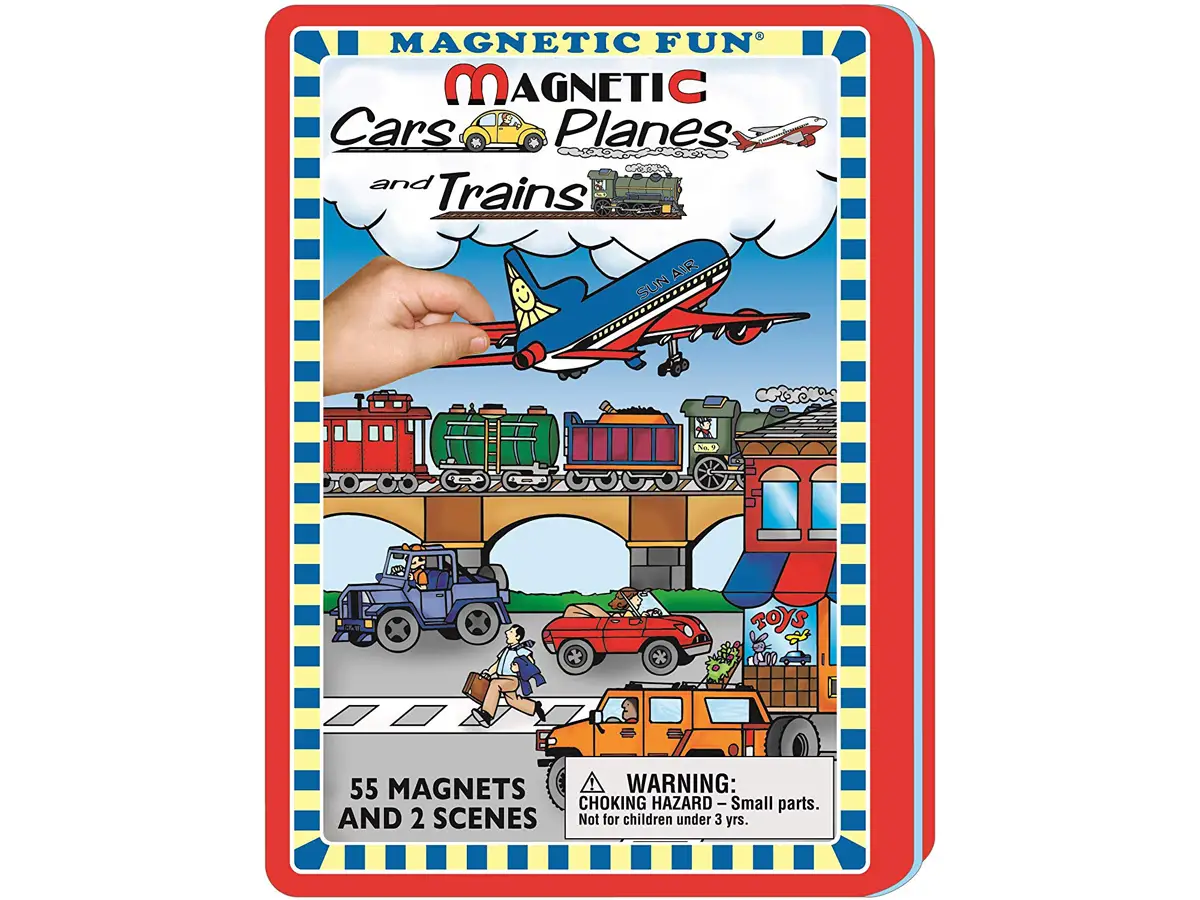 MAGNETIC FUN®
MAGNETIC
Cars Planes
and Trains
SUN AIR
No. 9
TOYS
55 MAGNETS
AND 2 SCENES
WARNING:
CHOKING HAZARD – Small parts.
Not for children under 3 yrs.